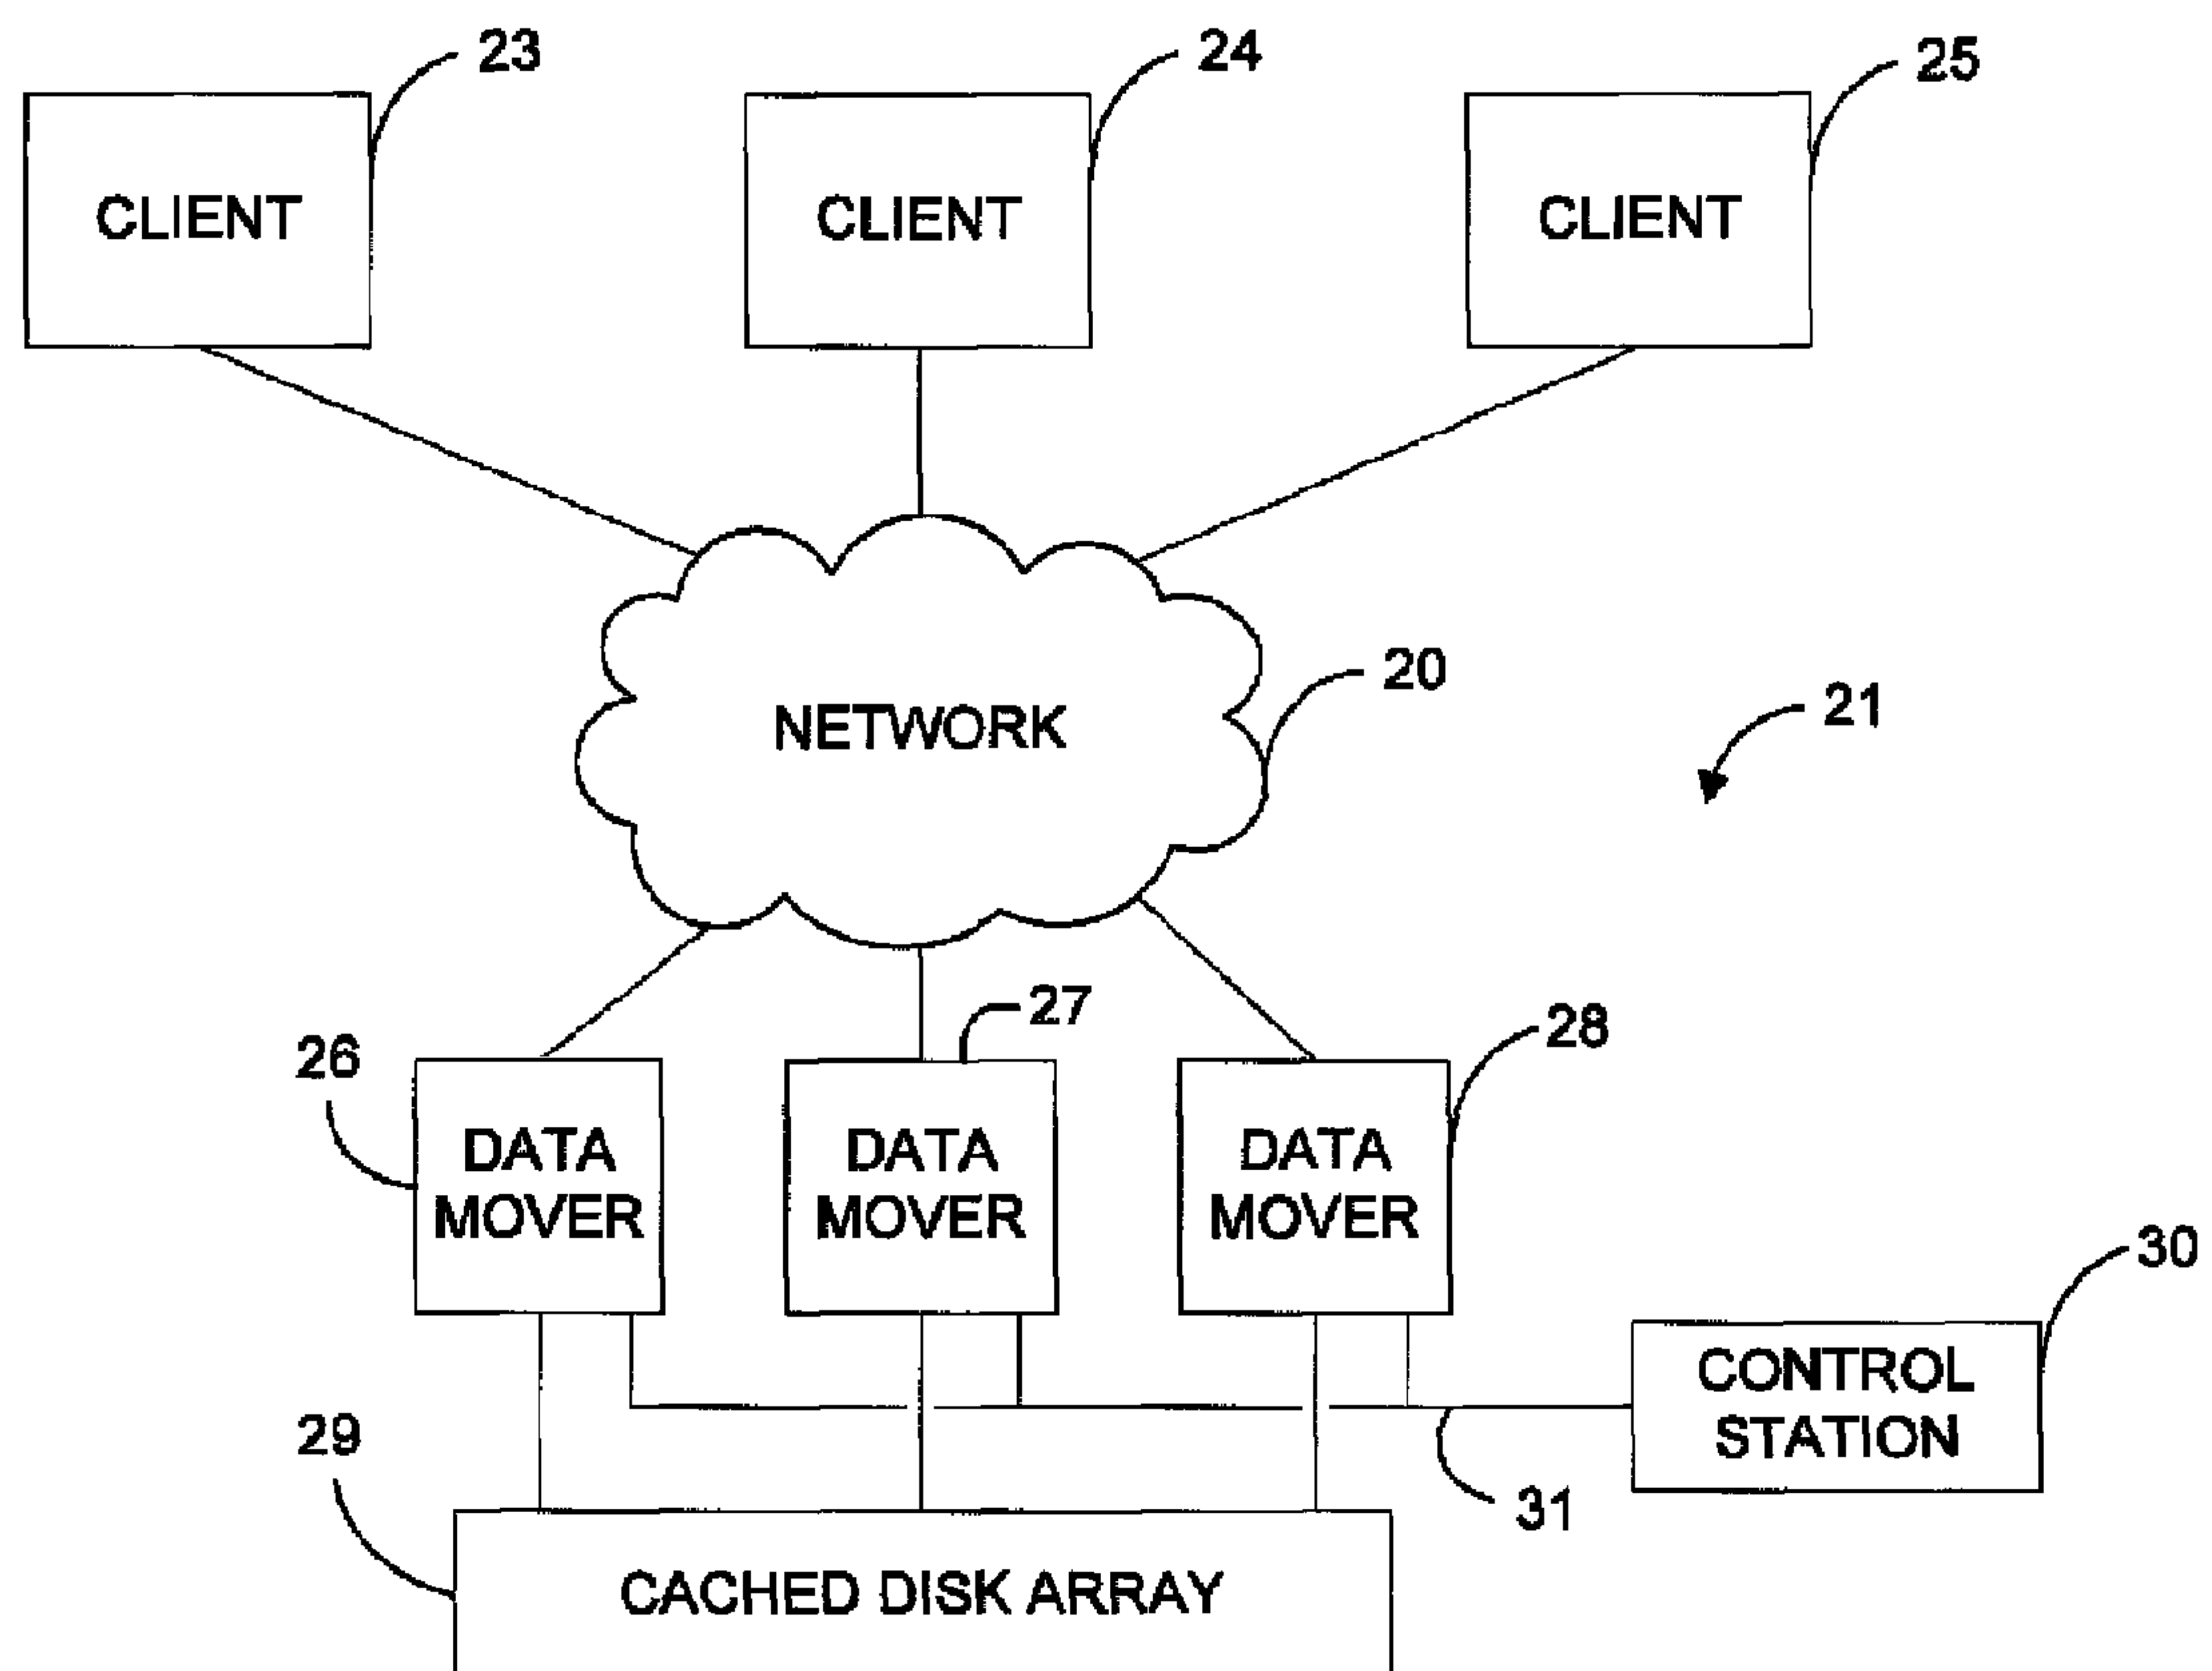 23
24
25
CLIENT
CLIENT
CLIENT
20
NETWORK
21
27
26
28
DATA
MOVER
DATA
MOVER
DATA
MOVER
30
CONTROL
STATION
29
31
CACHED DISK ARRAY